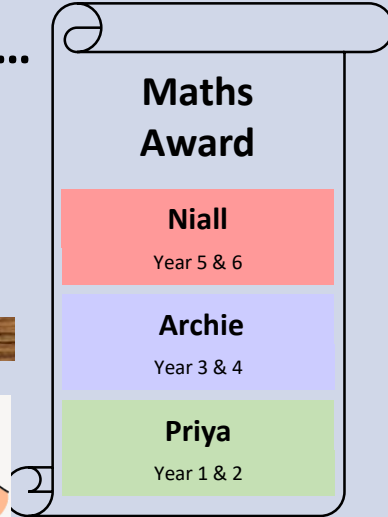 ...
Maths
Award
Niall
Year 5 & 6
Archie
Year 3 & 4
Priya
Year 1 & 2